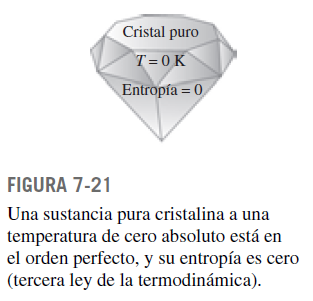 Cristal puro
T = 0 K
Entropía = 0
FIGURA 7-21
Una sustancia pura cristalina a una
temperatura de cero absoluto está en
el orden perfecto, y su entropía es cero
(tercera ley de la termodinámica).